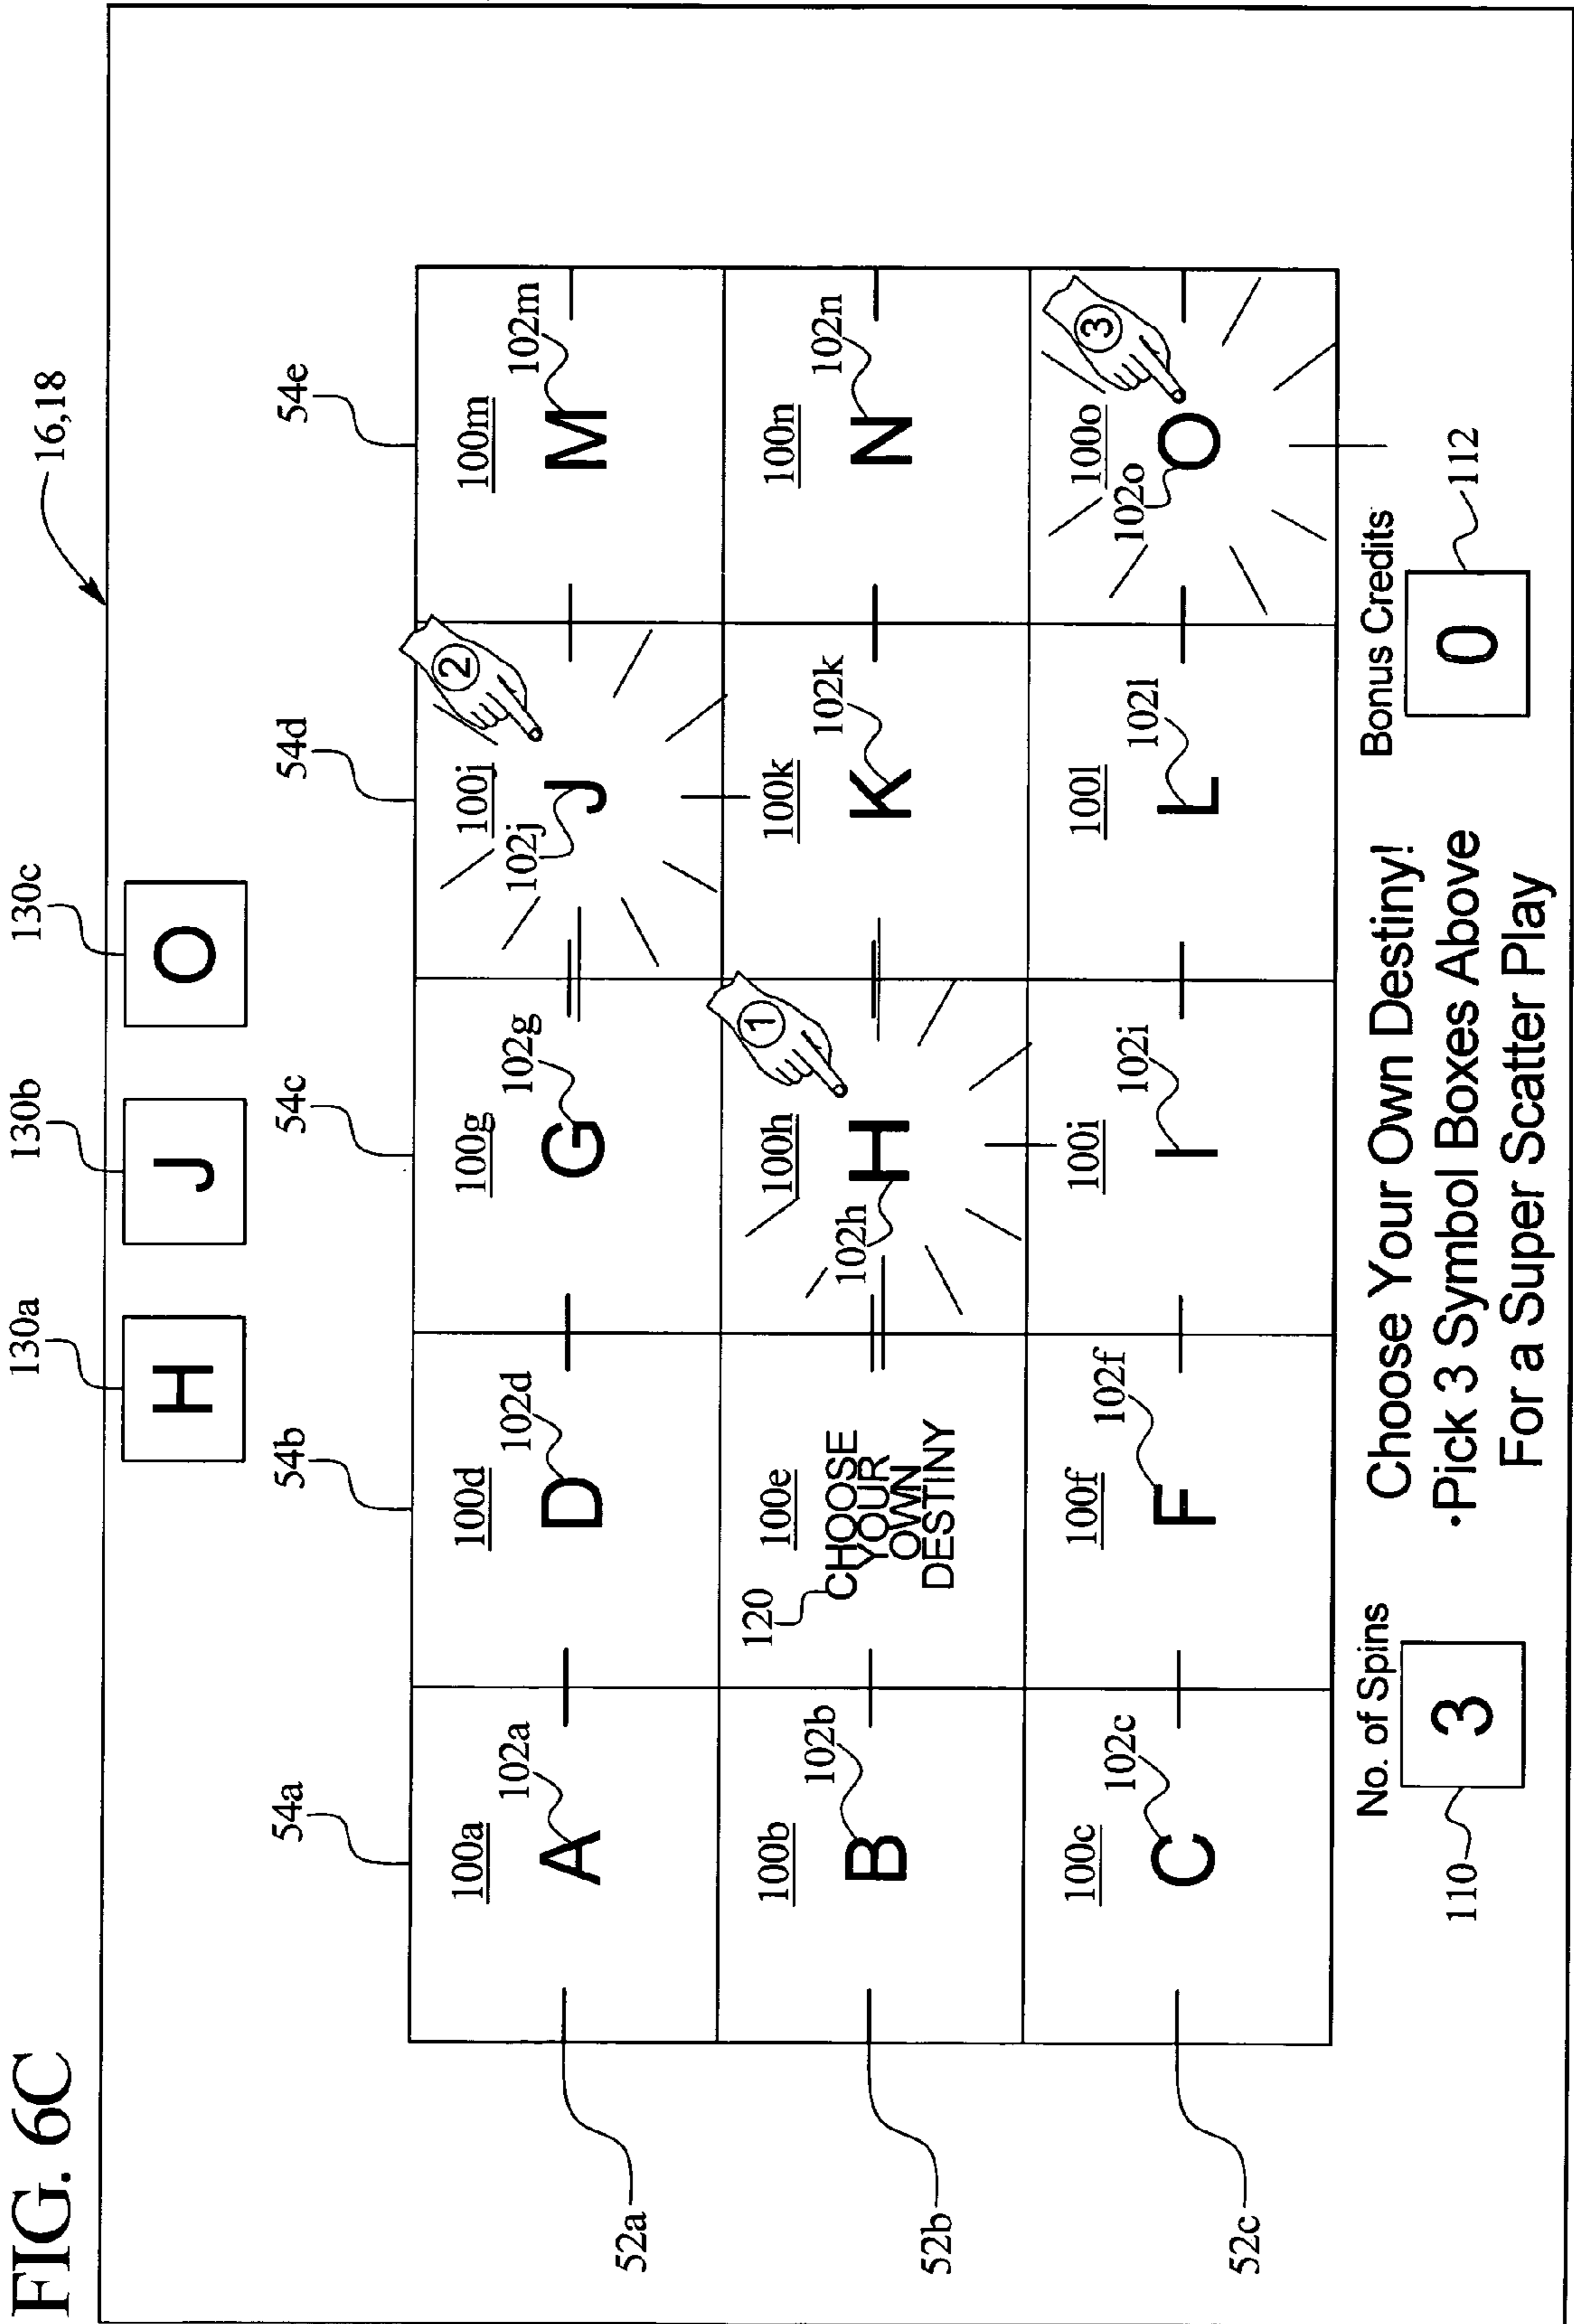 FIG. 6C
16,18
130a
130b
130c
H
J
O
54a
54b
54c
54d
54e
100a
100d
100g
100j
100m
A
102a
D
102d
G
102g
102j
J
2
M
102m
52a
100b
100e
100h
100k
100n
B
102b
120
CHOOSE
YOUR
OWN
DESTINY
102h
H
1
K
102k
N
102n
52b
100c
100f
100i
100l
100o
C
102c
F
102f
I
102i
L
102l
102o
O
3
52c
No. of Spins
3
110
Choose Your Own Destiny!
•Pick 3 Symbol Boxes Above
For a Super Scatter Play
Bonus Credits
0
112